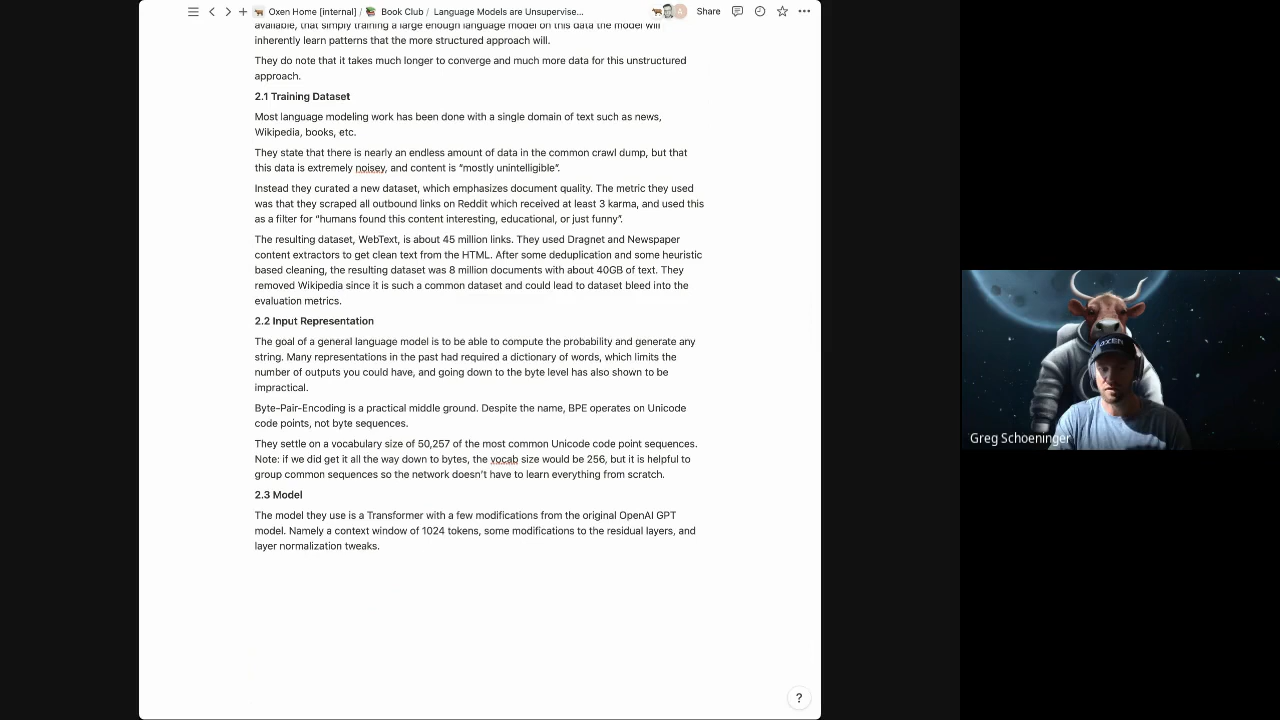 Oxen Home [internal] / Book Club / Language Models are Unsupervise... Share
available, that simply training a large enough language model on this data the model will
inherently learn patterns that the more structured approach will.
They do note that it takes much longer to converge and much more data for this unstructured
approach.
2.1 Training Dataset
Most language modeling work has been done with a single domain of text such as news,
Wikipedia, books, etc.
They state that there is nearly an endless amount of data in the common crawl dump, but that
this data is extremely noisey, and content is “mostly unintelligible”.
Instead they curated a new dataset, which emphasizes document quality. The metric they used
was that they scraped all outbound links on Reddit which received at least 3 karma, and used this
as a filter for “humans found this content interesting, educational, or just funny”.
The resulting dataset, WebText, is about 45 million links. They used Dragnet and Newspaper
content extractors to get clean text from the HTML. After some deduplication and some heuristic
based cleaning, the resulting dataset was 8 million documents with about 40GB of text. They
removed Wikipedia since it is such a common dataset and could lead to dataset bleed into the
evaluation metrics.
2.2 Input Representation
The goal of a general language model is to be able to compute the probability and generate any
string. Many representations in the past had required a dictionary of words, which limits the
number of outputs you could have, and going down to the byte level has also shown to be
impractical.
Byte-Pair-Encoding is a practical middle ground. Despite the name, BPE operates on Unicode
code points, not byte sequences.
They settle on a vocabulary size of 50,257 of the most common Unicode code point sequences.
Note: if we did get it all the way down to bytes, the vocab size would be 256, but it is helpful to
group common sequences so the network doesn’t have to learn everything from scratch.
2.3 Model
The model they use is a Transformer with a few modifications from the original OpenAI GPT
model. Namely a context window of 1024 tokens, some modifications to the residual layers, and
layer normalization tweaks.
?
OXEN
Greg Schoeninger